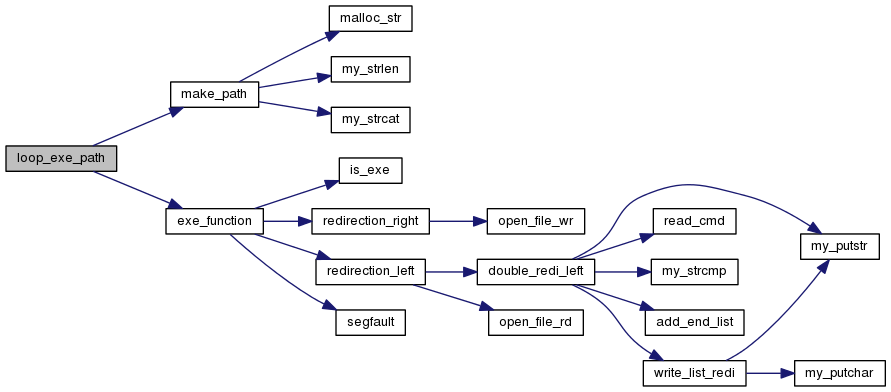 malloc_str
my_strlen
make_path
my_strcat
loop_exe_path
is_exe
exe_function
redirection_right
open_file_wr
read_cmd
my_putstr
redirection_left
double_redi_left
my_strcmp
segfault
open_file_rd
add_end_list
write_list_redi
my_putchar